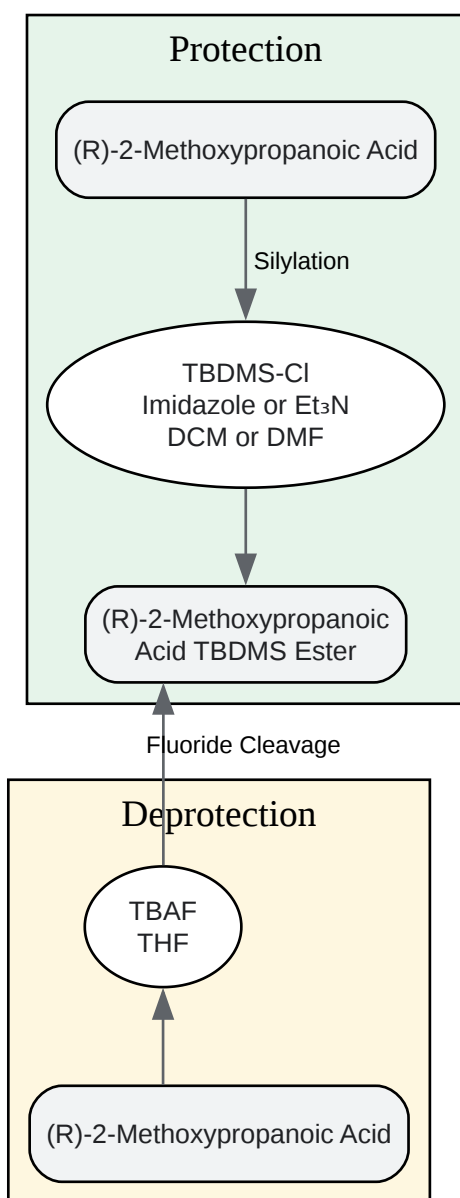 Protection
(R)-2-Methoxypropanoic Acid
Silylation
TBDMS-Cl
Imidazole or Et₃N
DCM or DMF
(R)-2-Methoxypropanoic
Acid TBDMS Ester
Fluoride Cleavage
Deprotection
TBAF
THF
(R)-2-Methoxypropanoic Acid